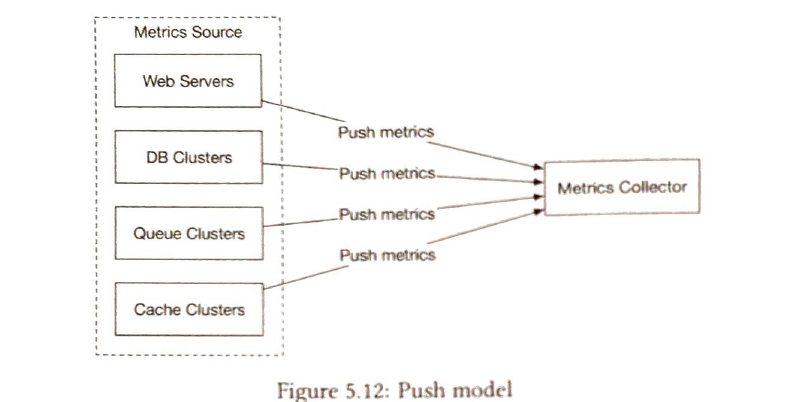 Metrics Source
Web Servers
DB Clusters
Queue Clusters
Cache Clusters
Push metrics
Push metrics
Push metrics
Push metrics
Metrics Collector
Figure 5.12: Push model